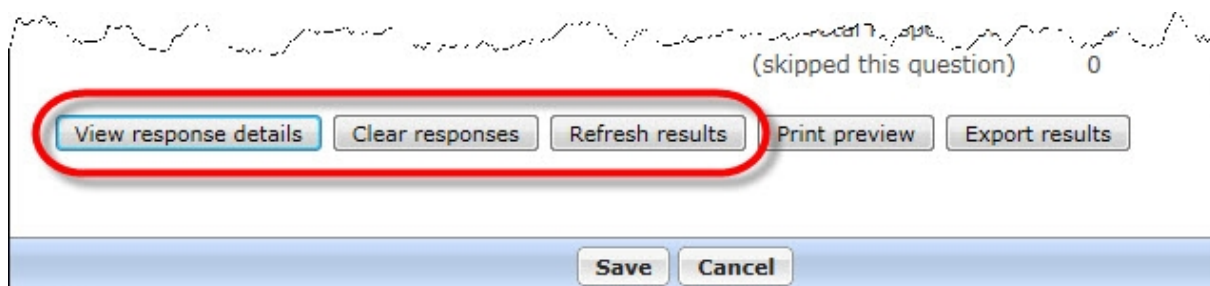 (skipped this question) 0
View response details Clear responses Refresh results Print preview Export results
Save Cancel